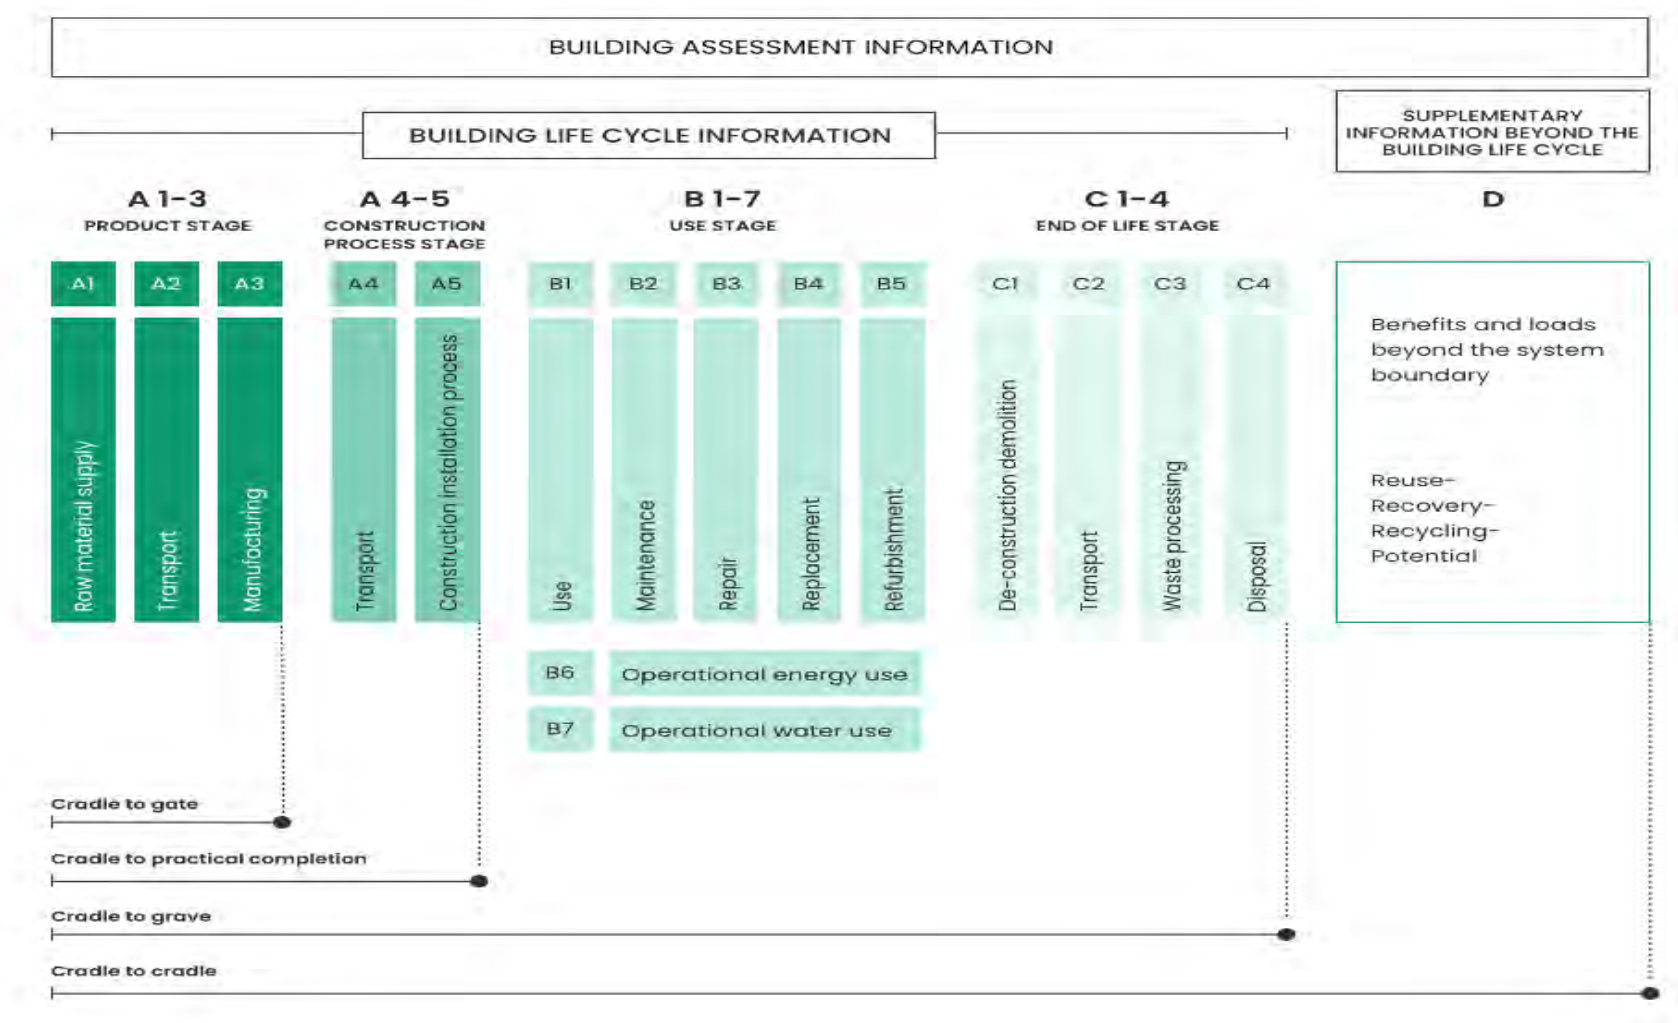 BUILDING ASSESSMENT INFORMATION
BUILDING LIFE CYCLE INFORMATION
SUPPLEMENTARY
INFORMATION BEYOND THE
BUILDING LIFE CYCLE
A 1-3
PRODUCT STAGE
A 4-5
CONSTRUCTION
PROCESS STAGE
B 1-7
USE STAGE
C 1-4
END OF LIFE STAGE
D
A1
A2
A3
A4
A5
B1
B2
B3
B4
B5
C1
C2
C3
C4
Raw material supply
Transport
Manufacturing
Transport
Construction installation process
Use
Maintenance
Repair
Replacement
Refurbishment
De-construction demolition
Transport
Waste processing
Disposal
Benefits and loads
beyond the system
boundary
Reuse-
Recovery-
Recycling-
Potential
B6
Operational energy use
B7
Operational water use
Cradle to gate
Cradle to practical completion
Cradle to grave
Cradle to cradle